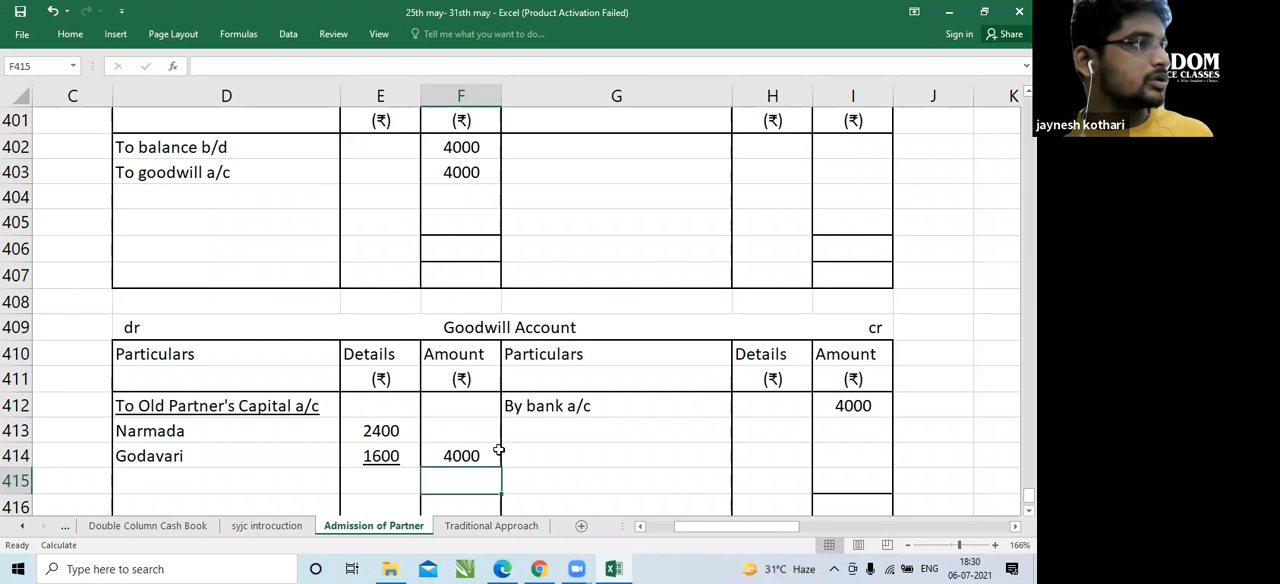 25th may- 31sth may - Excel (Product Activation Failed)
File Home Insert Page Layout Formulas Data Review View Tell me what you want to do... Sign in Share
F415 fx
C D E F G H I J K
401 (₹) (₹) (₹) (₹)
402 To balance b/d 4000
403 To goodwill a/c 4000
404
405
406
407
408
409 dr Goodwill Account cr
410 Particulars Details Amount Particulars Details Amount
411 (₹) (₹) (₹) (₹)
412 To Old Partner's Capital a/c By bank a/c 4000
413 Narmada 2400
414 Godavari 1600 4000
415
416
... Double Column Cash Book syjc introcuction Admission of Partner Traditional Approach
Ready Calculate 166%
Type here to search 31°C Haze ENG 18:30
06-07-2021
DOM
CE CLASSES
jaynesh kothari